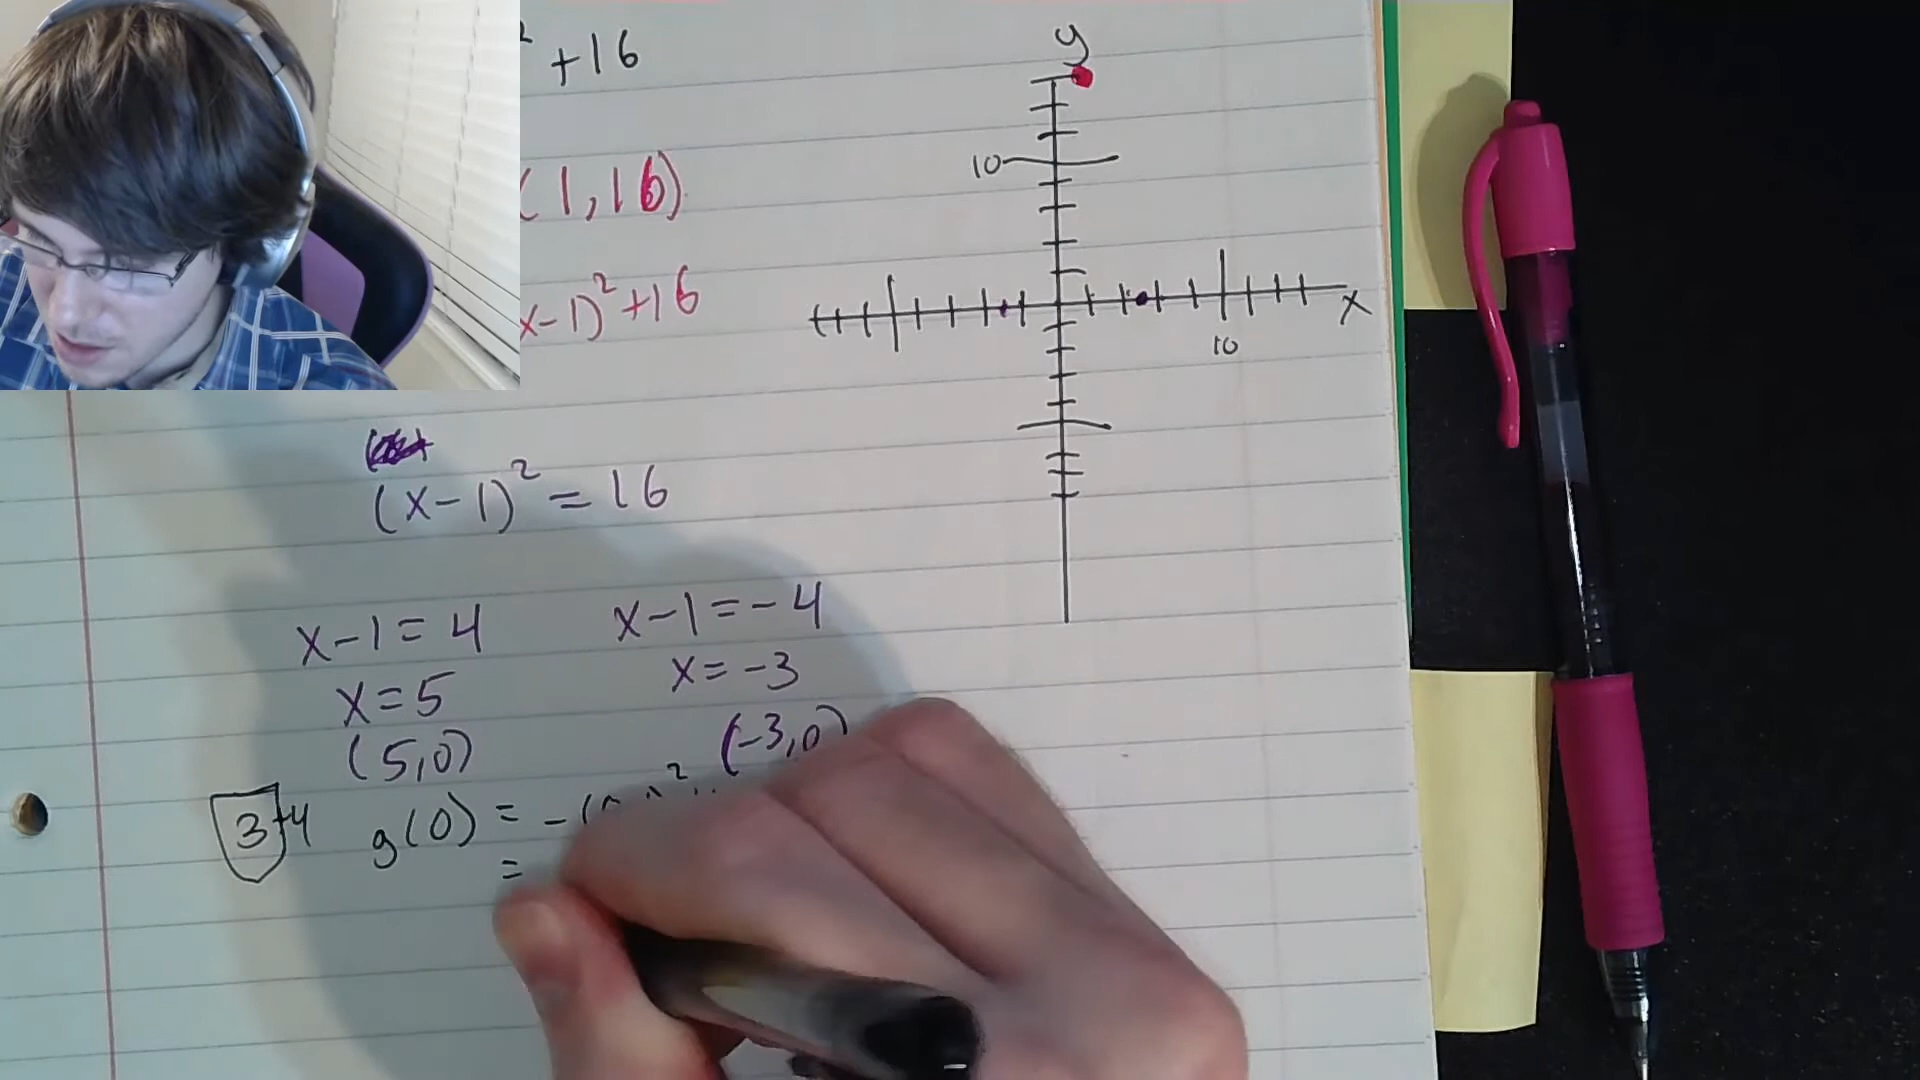 ² +16
(1,16)
x-1)² +16
(x-1)² = 16
x-1=4
x=5
(5,0)
x-1=-4
x=-3
(-3,0)
3-4 g(0) = -(
=
y
10
x
10